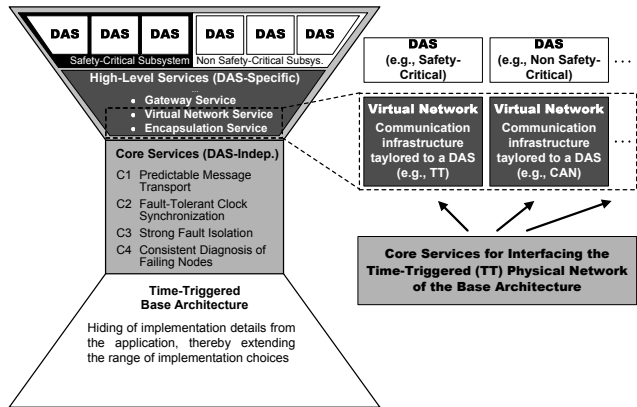 DAS DAS DAS DAS DAS DAS
Safety-Critical Subsystem Non Safety-Critical Subsys.
High-Level Services (DAS-Specific)
...
• Gateway Service
• Virtual Network Service
• Encapsulation Service
Core Services (DAS-Indep.)
C1 Predictable Message
Transport
C2 Fault-Tolerant Clock
Synchronization
C3 Strong Fault Isolation
C4 Consistent Diagnosis of
Failing Nodes
Time-Triggered
Base Architecture
Hiding of implementation details from
the application, thereby extending
the range of implementation choices
DAS
(e.g., Safety-
Critical)
DAS
(e.g., Non Safety-
Critical)
...
Virtual Network
Communication
infrastructure
taylored to a DAS
(e.g., TT)
Virtual Network
Communication
infrastructure
taylored to a DAS
(e.g., CAN)
...
Core Services for Interfacing the
Time-Triggered (TT) Physical Network
of the Base Architecture